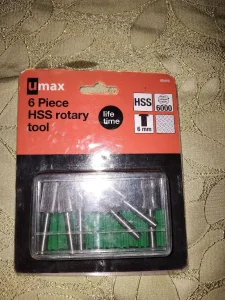 umax
6 Piece
HSS rotary
tool
life
time
HSS
6000
6 mm